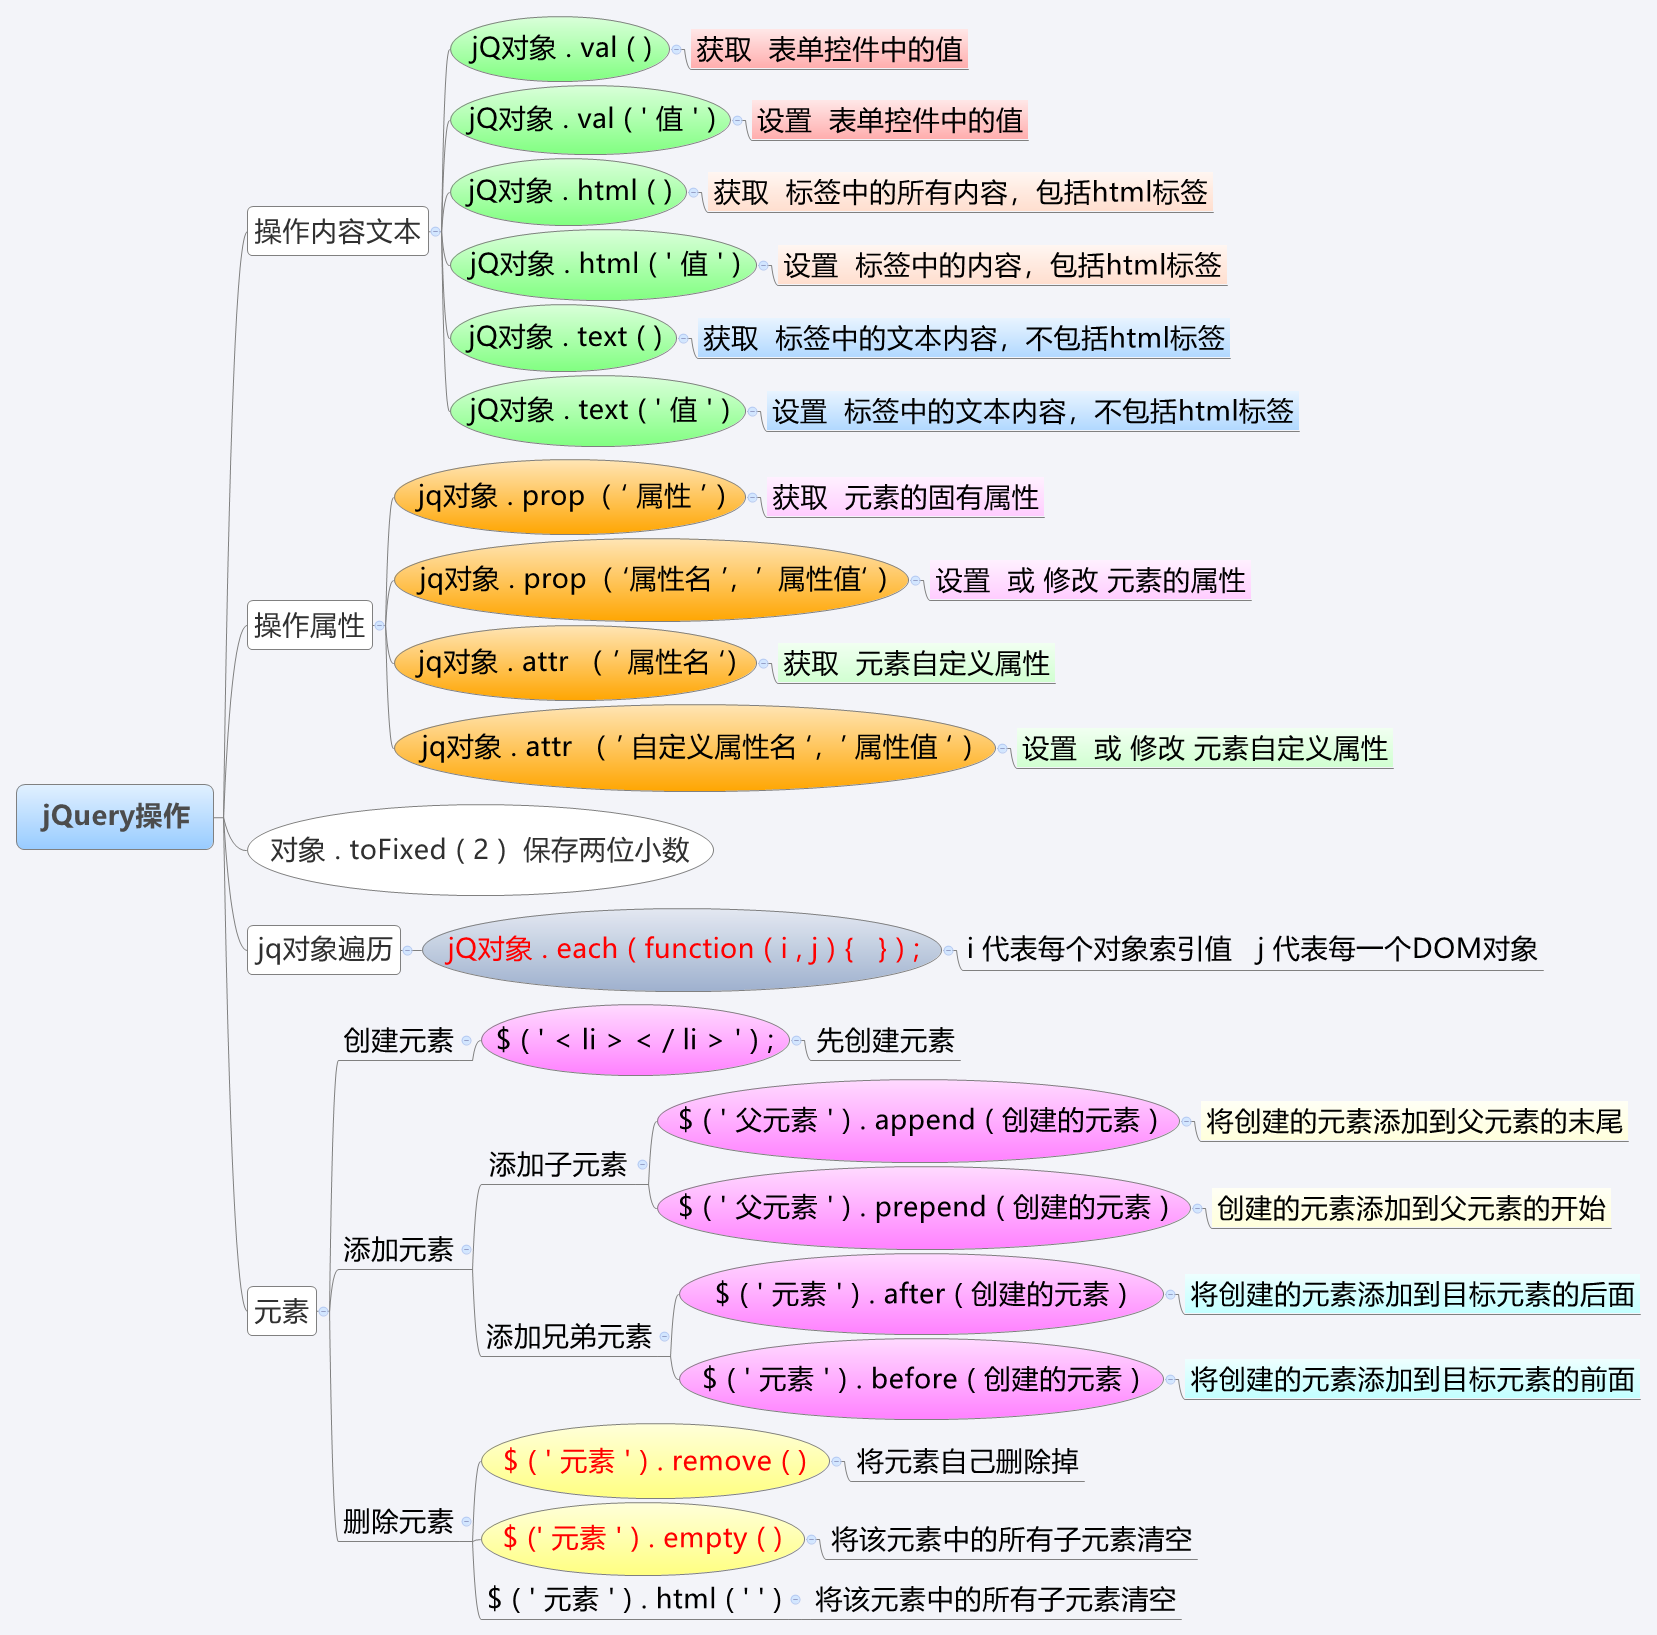 jQuery操作
操作内容文本
jQ对象 . val ( )
获取  表单控件中的值
jQ对象 . val ( ' 值 ' )
设置  表单控件中的值
jQ对象 . html ( )
获取  标签中的所有内容，包括html标签
jQ对象 . html ( ' 值 ' )
设置  标签中的内容，包括html标签
jQ对象 . text ( )
获取  标签中的文本内容，不包括html标签
jQ对象 . text ( ' 值 ' )
设置  标签中的文本内容，不包括html标签
操作属性
jq对象 . prop  ( ‘ 属性 ’ )
获取  元素的固有属性
jq对象 . prop  ( ‘属性名 ’， ’  属性值‘ )
设置  或 修改 元素的属性
jq对象 . attr   ( ’ 属性名 ‘)
获取  元素自定义属性
jq对象 . attr   ( ’ 自定义属性名 ‘，’ 属性值 ‘ )
设置  或 修改 元素自定义属性
对象 . toFixed ( 2 )  保存两位小数
jq对象遍历
jQ对象 . each ( function ( i , j ) {   } ) ;
i 代表每个对象索引值   j 代表每一个DOM对象
元素
创建元素
$ ( ' < li > < / li > ' ) ;
先创建元素
添加元素
添加子元素
$ ( ' 父元素 ' ) . append ( 创建的元素 )
将创建的元素添加到父元素的末尾
$ ( ' 父元素 ' ) . prepend ( 创建的元素 )
创建的元素添加到父元素的开始
添加兄弟元素
$ ( ' 元素 ' ) . after ( 创建的元素 )
将创建的元素添加到目标元素的后面
$ ( ' 元素 ' ) . before ( 创建的元素 )
将创建的元素添加到目标元素的前面
删除元素
$ ( ' 元素 ' ) . remove ( )
将元素自己删除掉
$ (' 元素 ' ) . empty ( )
将该元素中的所有子元素清空
$ ( ' 元素 ' ) . html ( ' ' )
将该元素中的所有子元素清空